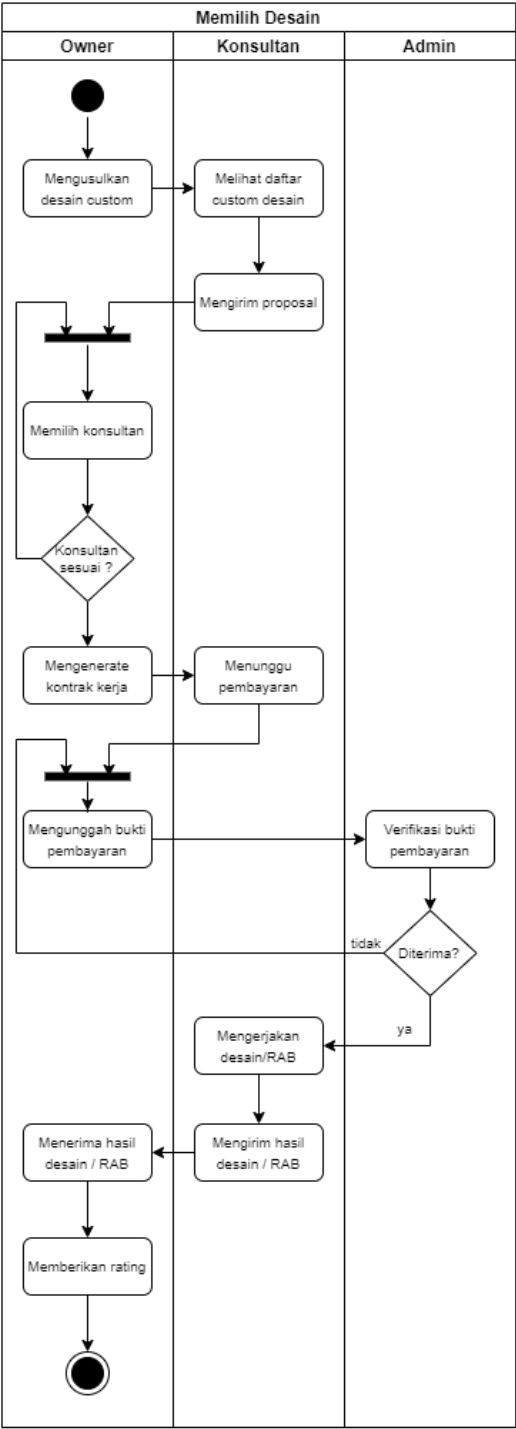 Memilih Desain
Owner
Konsultan
Admin
Mengusulkan
desain custom
Melihat daftar
custom desain
Mengirim proposal
Memilih konsultan
Konsultan
sesuai ?
Mengenerate
kontrak kerja
Menunggu
pembayaran
Mengunggah bukti
pembayaran
Verifikasi bukti
pembayaran
tidak
Diterima?
ya
Mengerjakan
desain/RAB
Menerima hasil
desain / RAB
Mengirim hasil
desain / RAB
Memberikan rating